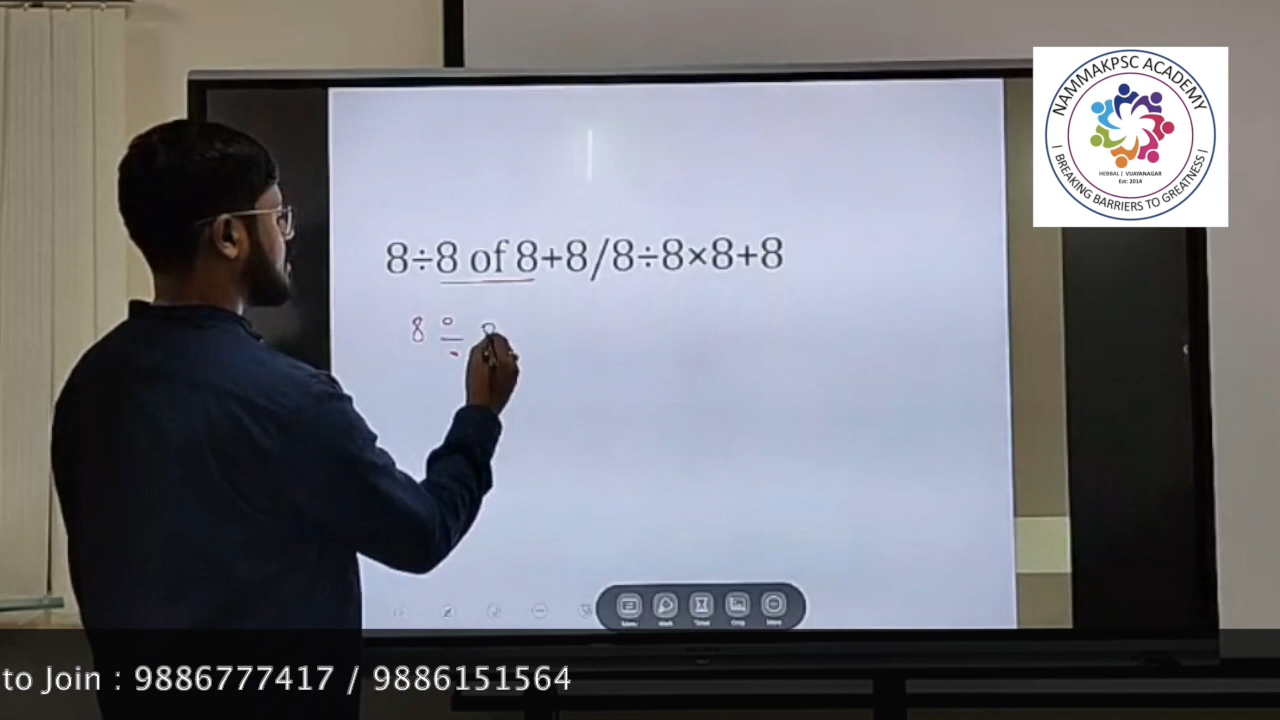 NAMMAKPSC ACADEMY
HEBBAL | VIJAYANAGAR
Est: 2014
| BREAKING BARRIERS TO GREATNESS |
8÷8 of 8+8/8÷8×8+8
8 ÷
to Join : 9886777417 / 9886151564